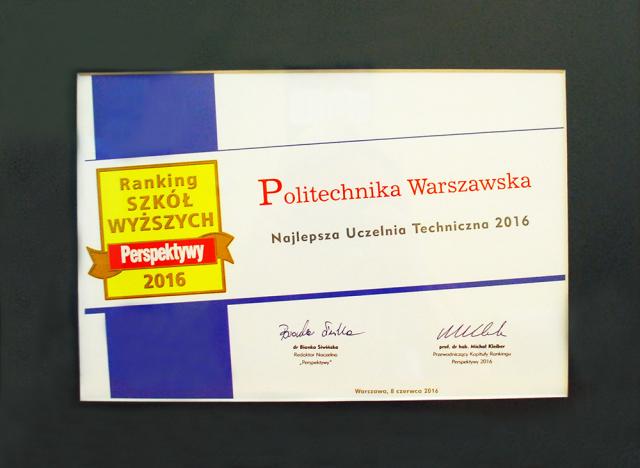 Ranking
SZKÓŁ
WYŻSZYCH
Perspektywy
2016
Politechnika Warszawska
Najlepsza Uczelnia Techniczna 2016
dr Bianka Siwińska
Redaktor Naczelna
„Perspektywy”
prof. dr hab. Michał Kleiber
Przewodniczący Kapituły Rankingu
Perspektywy 2016
Warszawa, 8 czerwca 2016